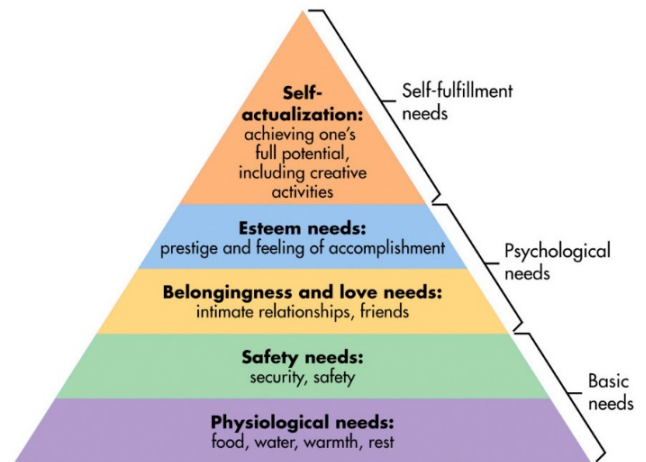 Self-
actualization:
achieving one's
full potential,
including creative
activities
Self-fulfillment
needs
Esteem needs:
prestige and feeling of accomplishment
Belongingness and love needs:
intimate relationships, friends
Psychological
needs
Safety needs:
security, safety
Physiological needs:
food, water, warmth, rest
Basic
needs